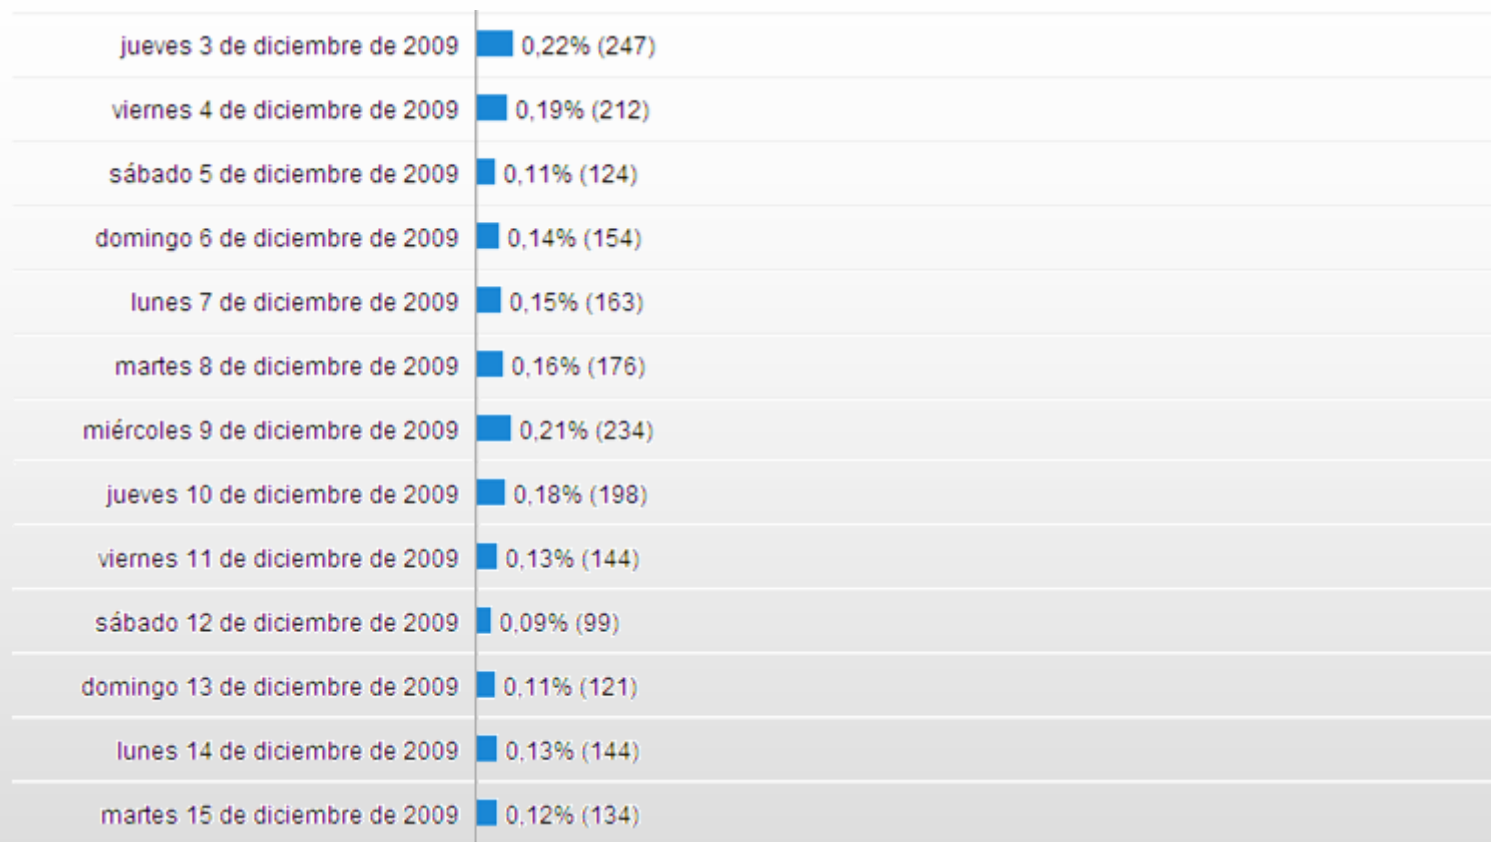 jueves 3 de diciembre de 2009 0,22% (247)
viernes 4 de diciembre de 2009 0,19% (212)
sábado 5 de diciembre de 2009 0,11% (124)
domingo 6 de diciembre de 2009 0,14% (154)
lunes 7 de diciembre de 2009 0,15% (163)
martes 8 de diciembre de 2009 0,16% (176)
miércoles 9 de diciembre de 2009 0,21% (234)
jueves 10 de diciembre de 2009 0,18% (198)
viernes 11 de diciembre de 2009 0,13% (144)
sábado 12 de diciembre de 2009 0,09% (99)
domingo 13 de diciembre de 2009 0,11% (121)
lunes 14 de diciembre de 2009 0,13% (144)
martes 15 de diciembre de 2009 0,12% (134)